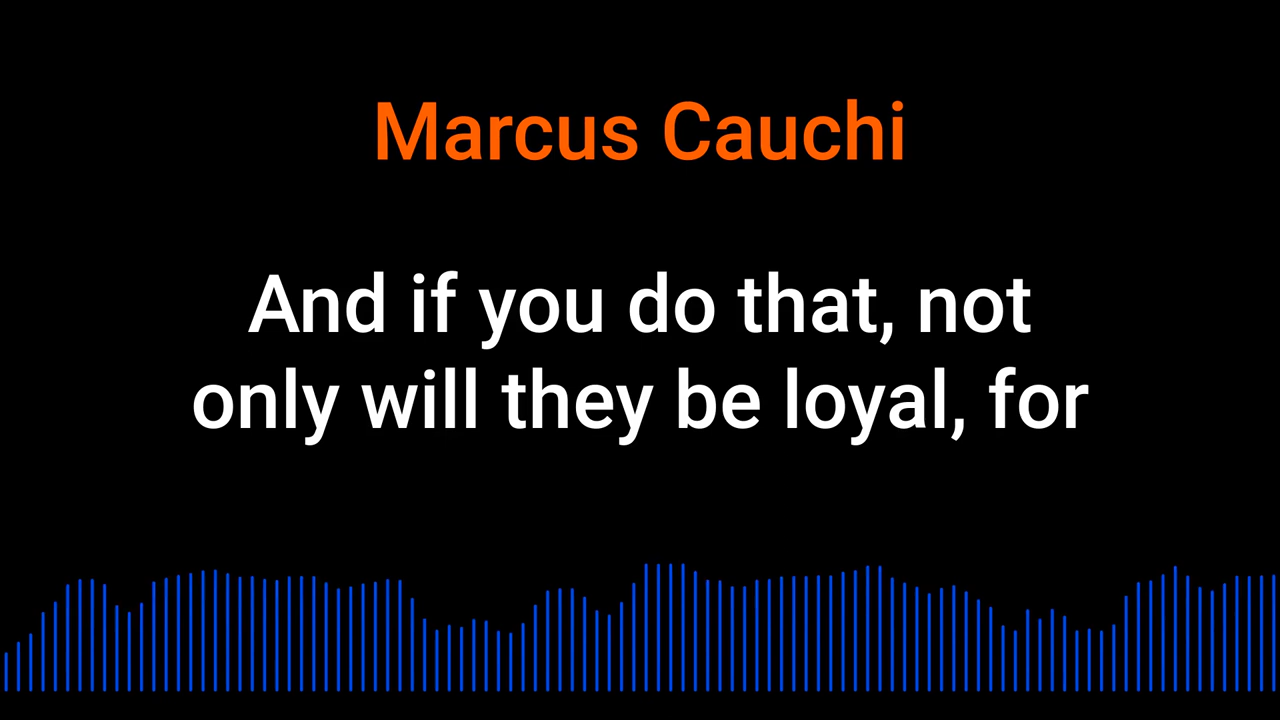 Marcus Cauchi
And if you do that, not
only will they be loyal, for